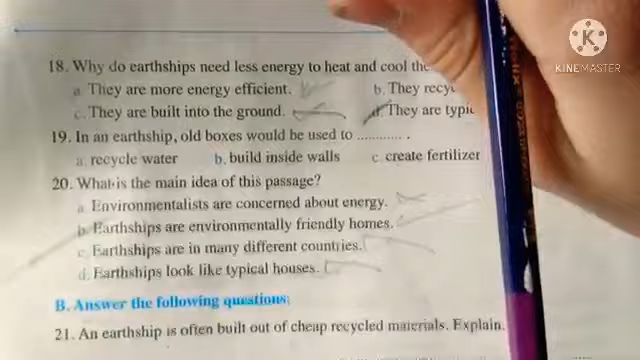 KINEMASTER
18. Why do earthships need less energy to heat and cool the
a. They are more energy efficient. b. They
c. They are built into the ground. d. They are
19. In an earthship, old boxes would be used to ............ .
a. recycle water b. build inside walls c. create fertilizer
20. What is the main idea of this passage?
a. Environmentalists are concerned about energy.
b. Earthships are environmentally friendly homes.
c. Earthships are in many different countries.
d. Earthships look like typical houses.
B. Answer the following questions:
21. An earthship is often built out of cheap recycled materials. Explain.